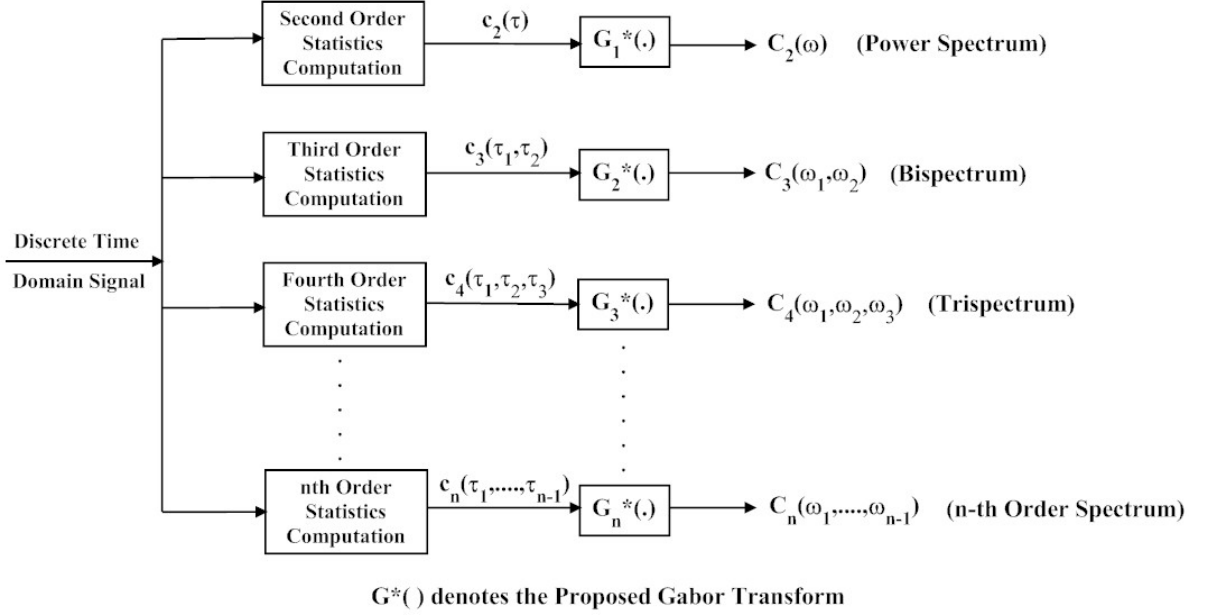 Second Order
Statistics
Computation
c₂(τ)
G₁*(.)
C₂(ω) (Power Spectrum)
Third Order
Statistics
Computation
c₃(τ₁,τ₂)
G₂*(.)
C₃(ω₁,ω₂) (Bispectrum)
Discrete Time
Domain Signal
Fourth Order
Statistics
Computation
c₄(τ₁,τ₂,τ₃)
G₃*(.)
C₄(ω₁,ω₂,ω₃) (Trispectrum)
nth Order
Statistics
Computation
cₙ(τ₁,....,τₙ₋₁)
Gₙ*(.)
Cₙ(ω₁,....,ωₙ₋₁) (n-th Order Spectrum)
G*( ) denotes the Proposed Gabor Transform